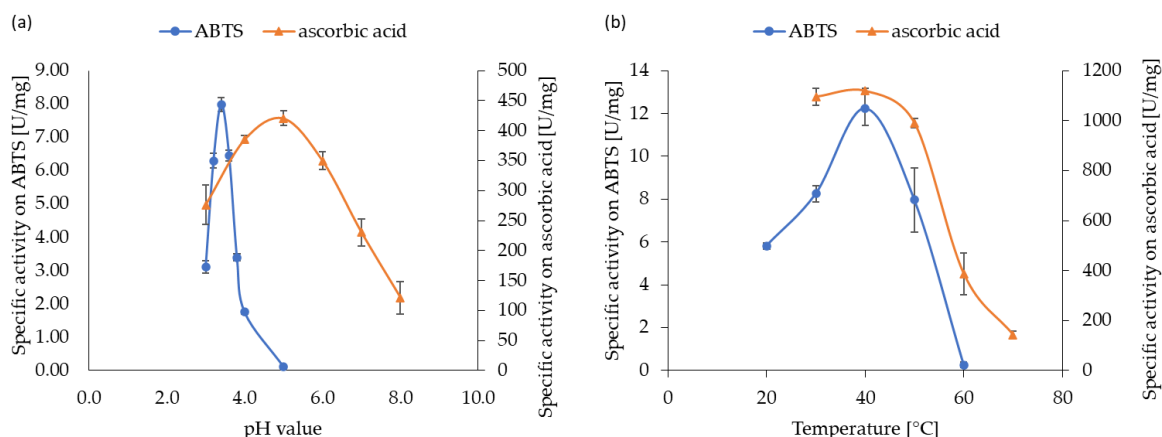 (a)
ABTS
ascorbic acid
Specific activity on ABTS [U/mg]
9.00
8.00
7.00
6.00
5.00
4.00
3.00
2.00
1.00
0.00
500
450
400
350
300
250
200
150
100
50
0
Specific activity on ascorbic acid [U/mg]
0.0 2.0 4.0 6.0 8.0 10.0
pH value
(b)
ABTS
ascorbic acid
Specific activity on ABTS [U/mg]
14
12
10
8
6
4
2
0
1200
1000
800
600
400
200
0
Specific activity on ascorbic acid [U/mg]
0 20 40 60 80
Temperature [°C]